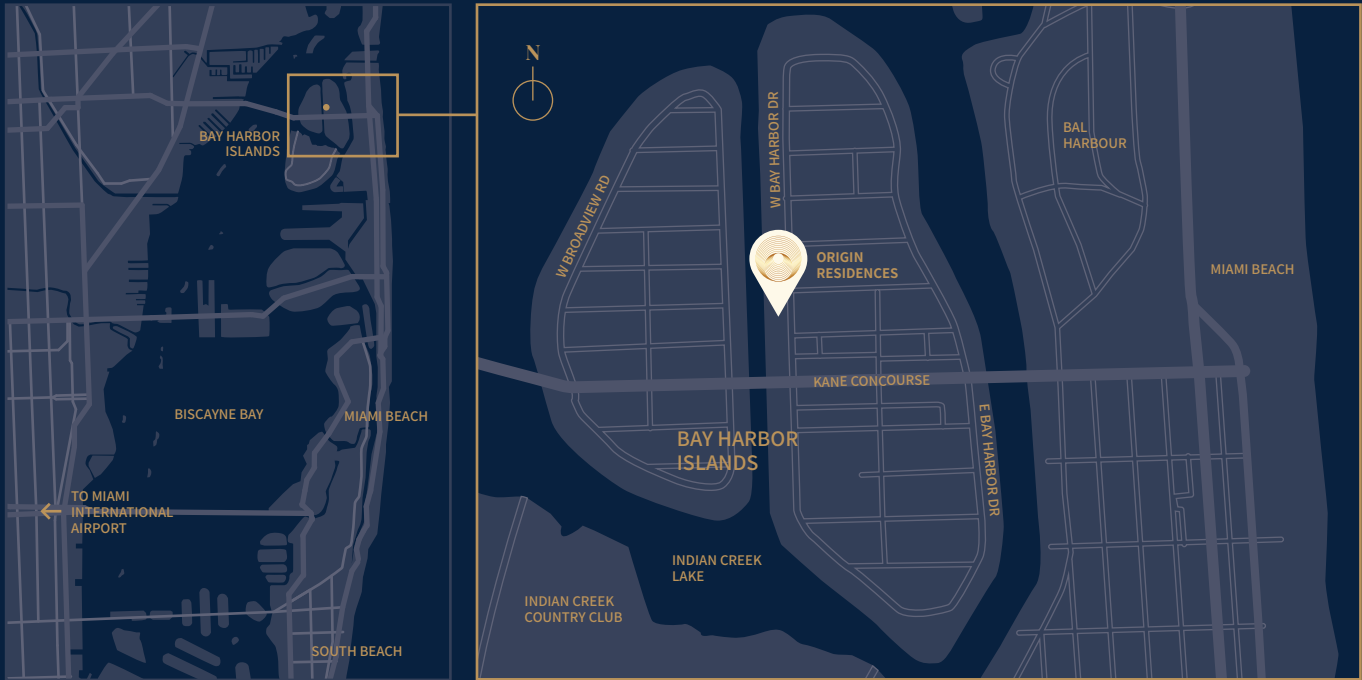 BAY HARBOR
ISLANDS
BISCAYNE BAY
MIAMI BEACH
TO MIAMI
INTERNATIONAL
AIRPORT
SOUTH BEACH
N
W BROADVIEW RD
W BAY HARBOR DR
ORIGIN
RESIDENCES
BAL
HARBOUR
MIAMI BEACH
KANE CONCOURSE
BAY HARBOR
ISLANDS
E BAY HARBOR DR
INDIAN CREEK
LAKE
INDIAN CREEK
COUNTRY CLUB